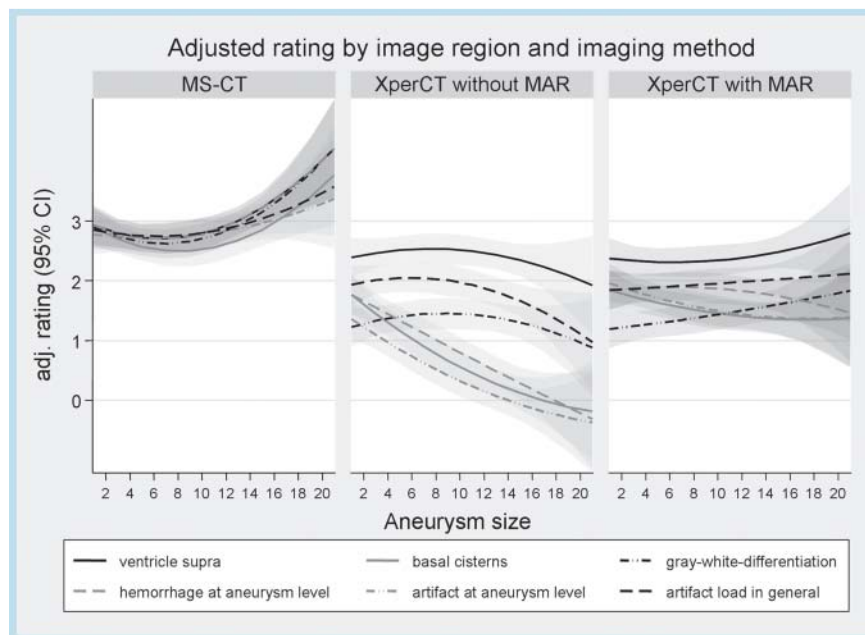 Adjusted rating by image region and imaging method
MS-CT
XperCT without MAR
XperCT with MAR
adj. rating (95% CI)
3
2
1
0
2 4 6 8 10 12 14 16 18 20
2 4 6 8 10 12 14 16 18 20
2 4 6 8 10 12 14 16 18 20
Aneurysm size
ventricle supra
basal cisterns
gray-white-differentiation
hemorrhage at aneurysm level
artifact at aneurysm level
artifact load in general